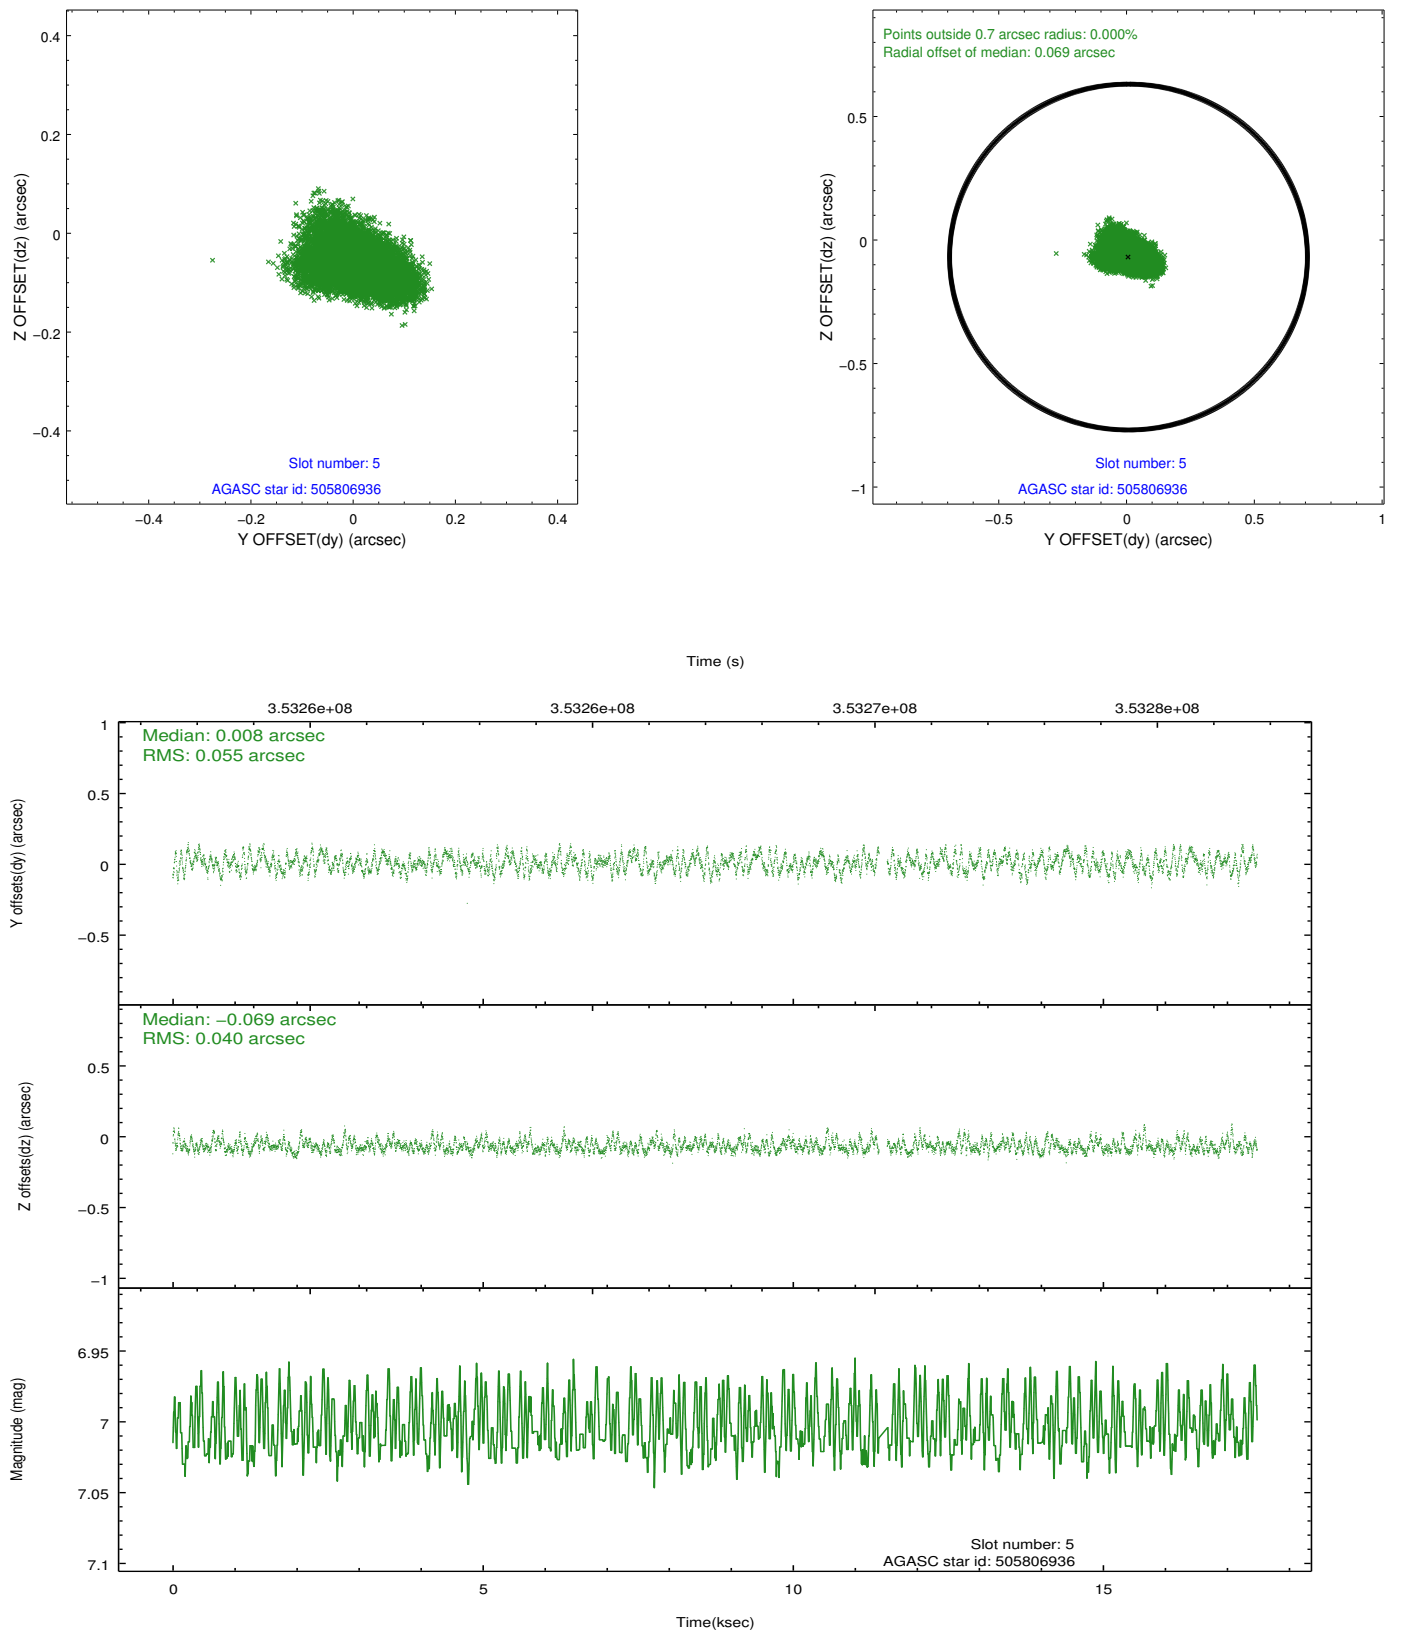 0.4
0.2
0
−0.2
−0.4
Z OFFSET(dz) (arcsec)
Slot number: 5
AGASC star id: 505806936
−0.4 −0.2 0 0.2 0.4
Y OFFSET(dy) (arcsec)
Points outside 0.7 arcsec radius: 0.000%
Radial offset of median: 0.069 arcsec
0.5
0
−0.5
−1
Z OFFSET(dz) (arcsec)
Slot number: 5
AGASC star id: 505806936
−0.5 0 0.5 1
Y OFFSET(dy) (arcsec)
Time (s)
3.5326e+08 3.5326e+08 3.5327e+08 3.5328e+08
Median: 0.008 arcsec
RMS: 0.055 arcsec
1
0.5
0
−0.5
Y offsets(dy) (arcsec)
Median: −0.069 arcsec
RMS: 0.040 arcsec
0.5
0
−0.5
−1
Z offsets(dz) (arcsec)
6.95
7
7.05
7.1
Magnitude (mag)
Slot number: 5
AGASC star id: 505806936
0 5 10 15
Time(ksec)